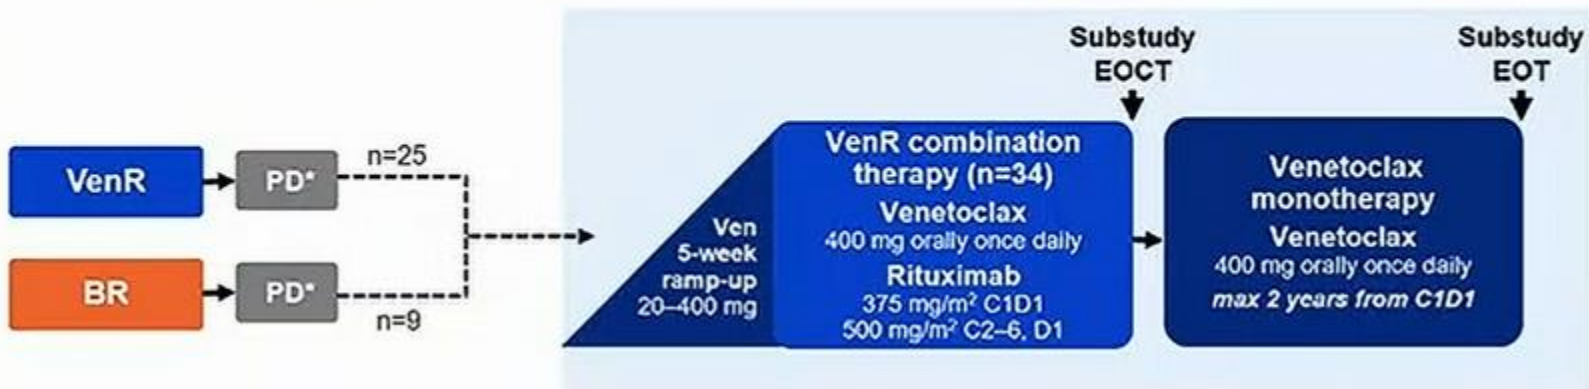 VenR
PD*
n=25
BR
PD*
n=9
Ven
5-week
ramp-up
20–400 mg
VenR combination
therapy (n=34)
Venetoclax
400 mg orally once daily
Rituximab
375 mg/m² C1D1
500 mg/m² C2–6, D1
Substudy
EOCT
Venetoclax
monotherapy
Venetoclax
400 mg orally once daily
max 2 years from C1D1
Substudy
EOT